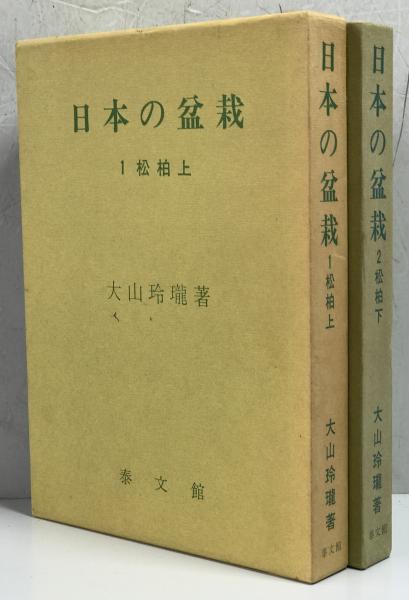 日本の盆栽
1 松柏上
大山玲瓏著
泰文館
日本の盆栽
1 松柏上
大山玲瓏著
泰文館
日本の盆栽
2 松柏下
大山玲瓏著
泰文館